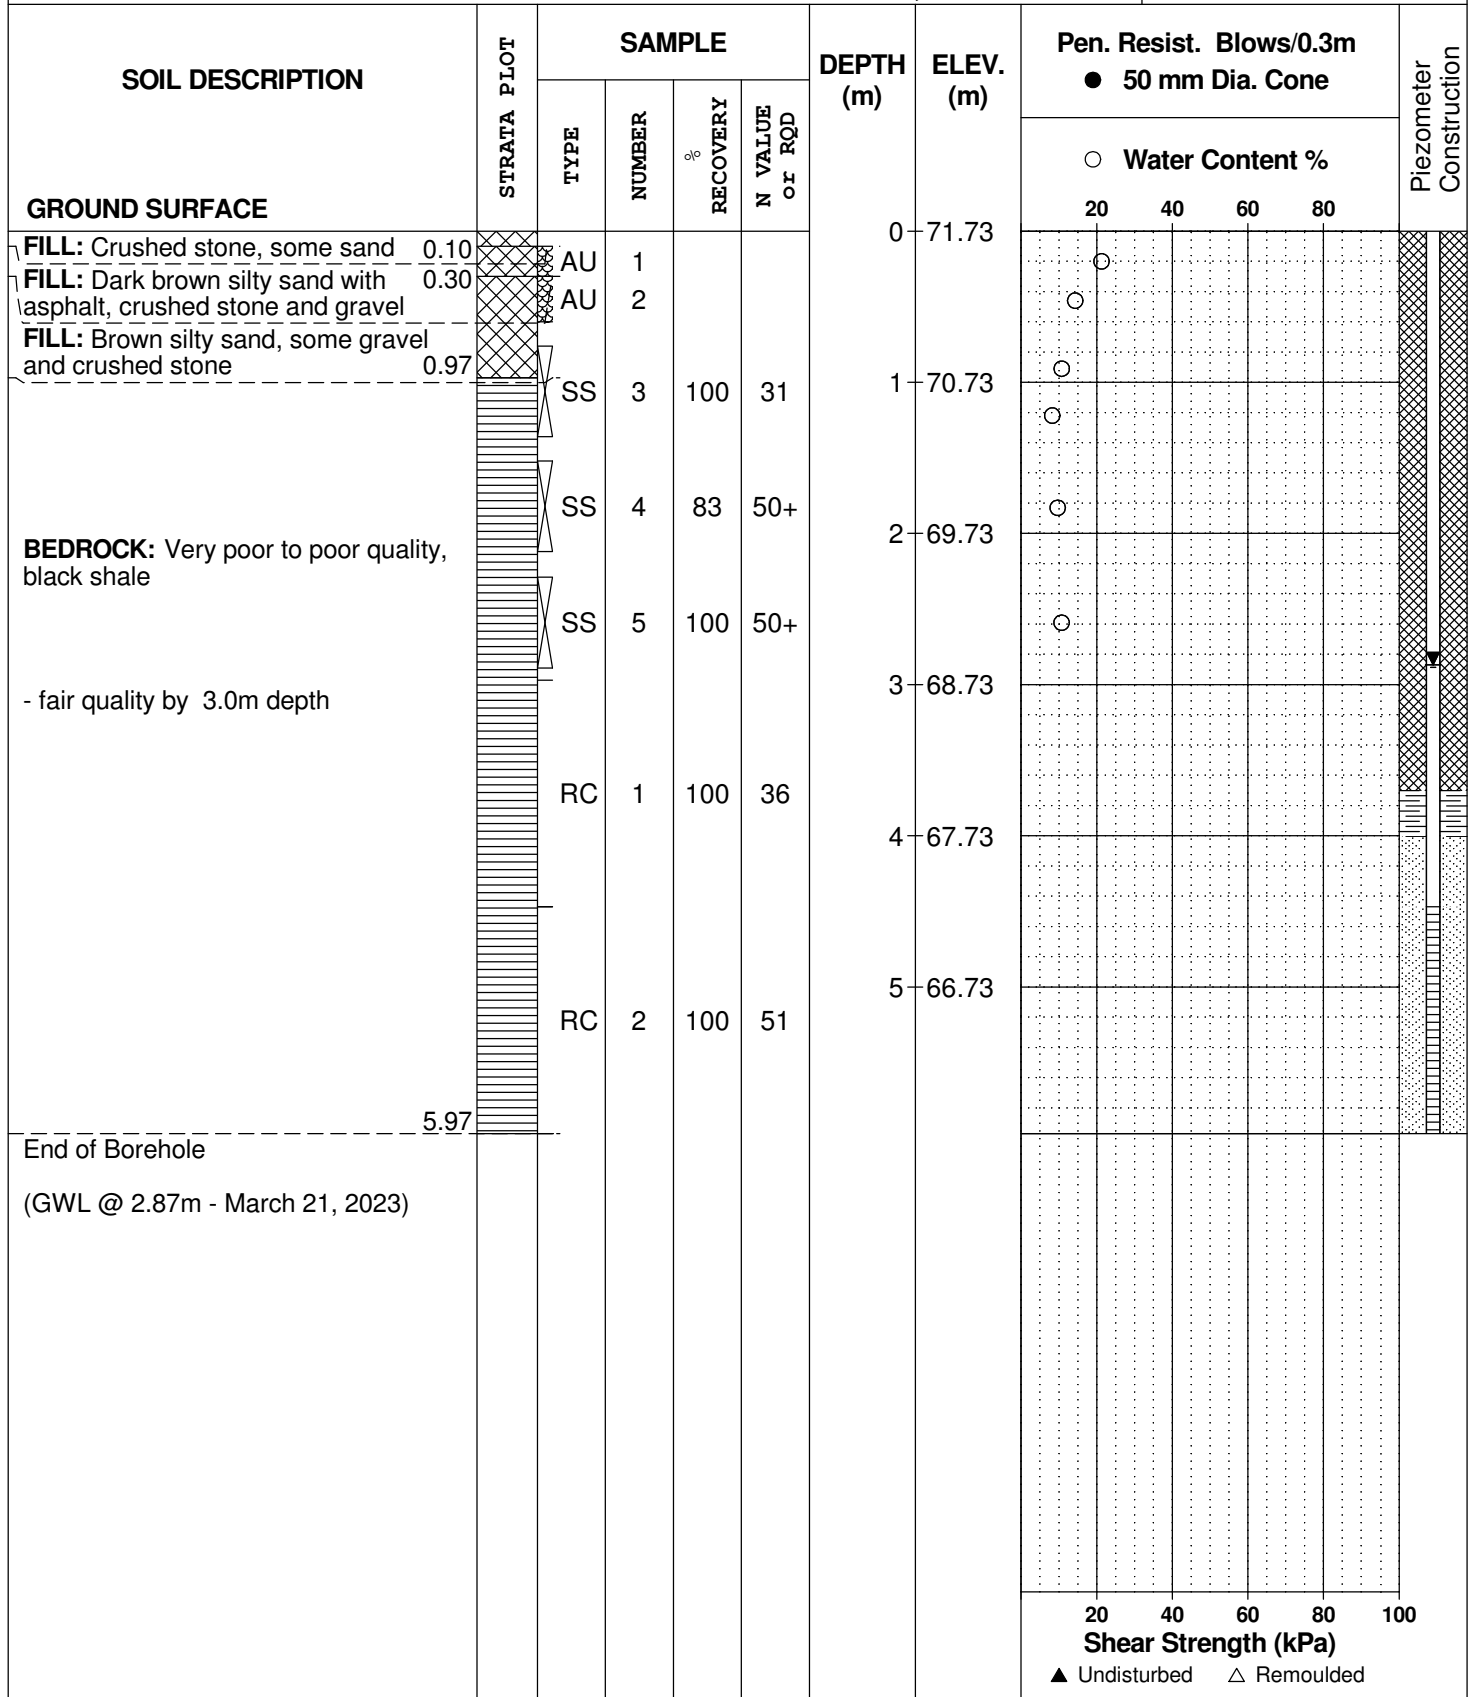 SOIL DESCRIPTION
GROUND SURFACE
STRATA PLOT
SAMPLE
TYPE
NUMBER
%
RECOVERY
N VALUE
or RQD
DEPTH
(m)
ELEV.
(m)
Pen. Resist. Blows/0.3m
● 50 mm Dia. Cone
○ Water Content %
20 40 60 80
Piezometer
Construction
FILL: Crushed stone, some sand 0.10
FILL: Dark brown silty sand with 0.30
asphalt, crushed stone and gravel
FILL: Brown silty sand, some gravel
and crushed stone 0.97
BEDROCK: Very poor to poor quality,
black shale
- fair quality by 3.0m depth
5.97
End of Borehole
(GWL @ 2.87m - March 21, 2023)
AU 1
AU 2
SS 3 100 31
SS 4 83 50+
SS 5 100 50+
RC 1 100 36
RC 2 100 51
0 71.73
1 70.73
2 69.73
3 68.73
4 67.73
5 66.73
20 40 60 80 100
Shear Strength (kPa)
▲ Undisturbed △ Remoulded